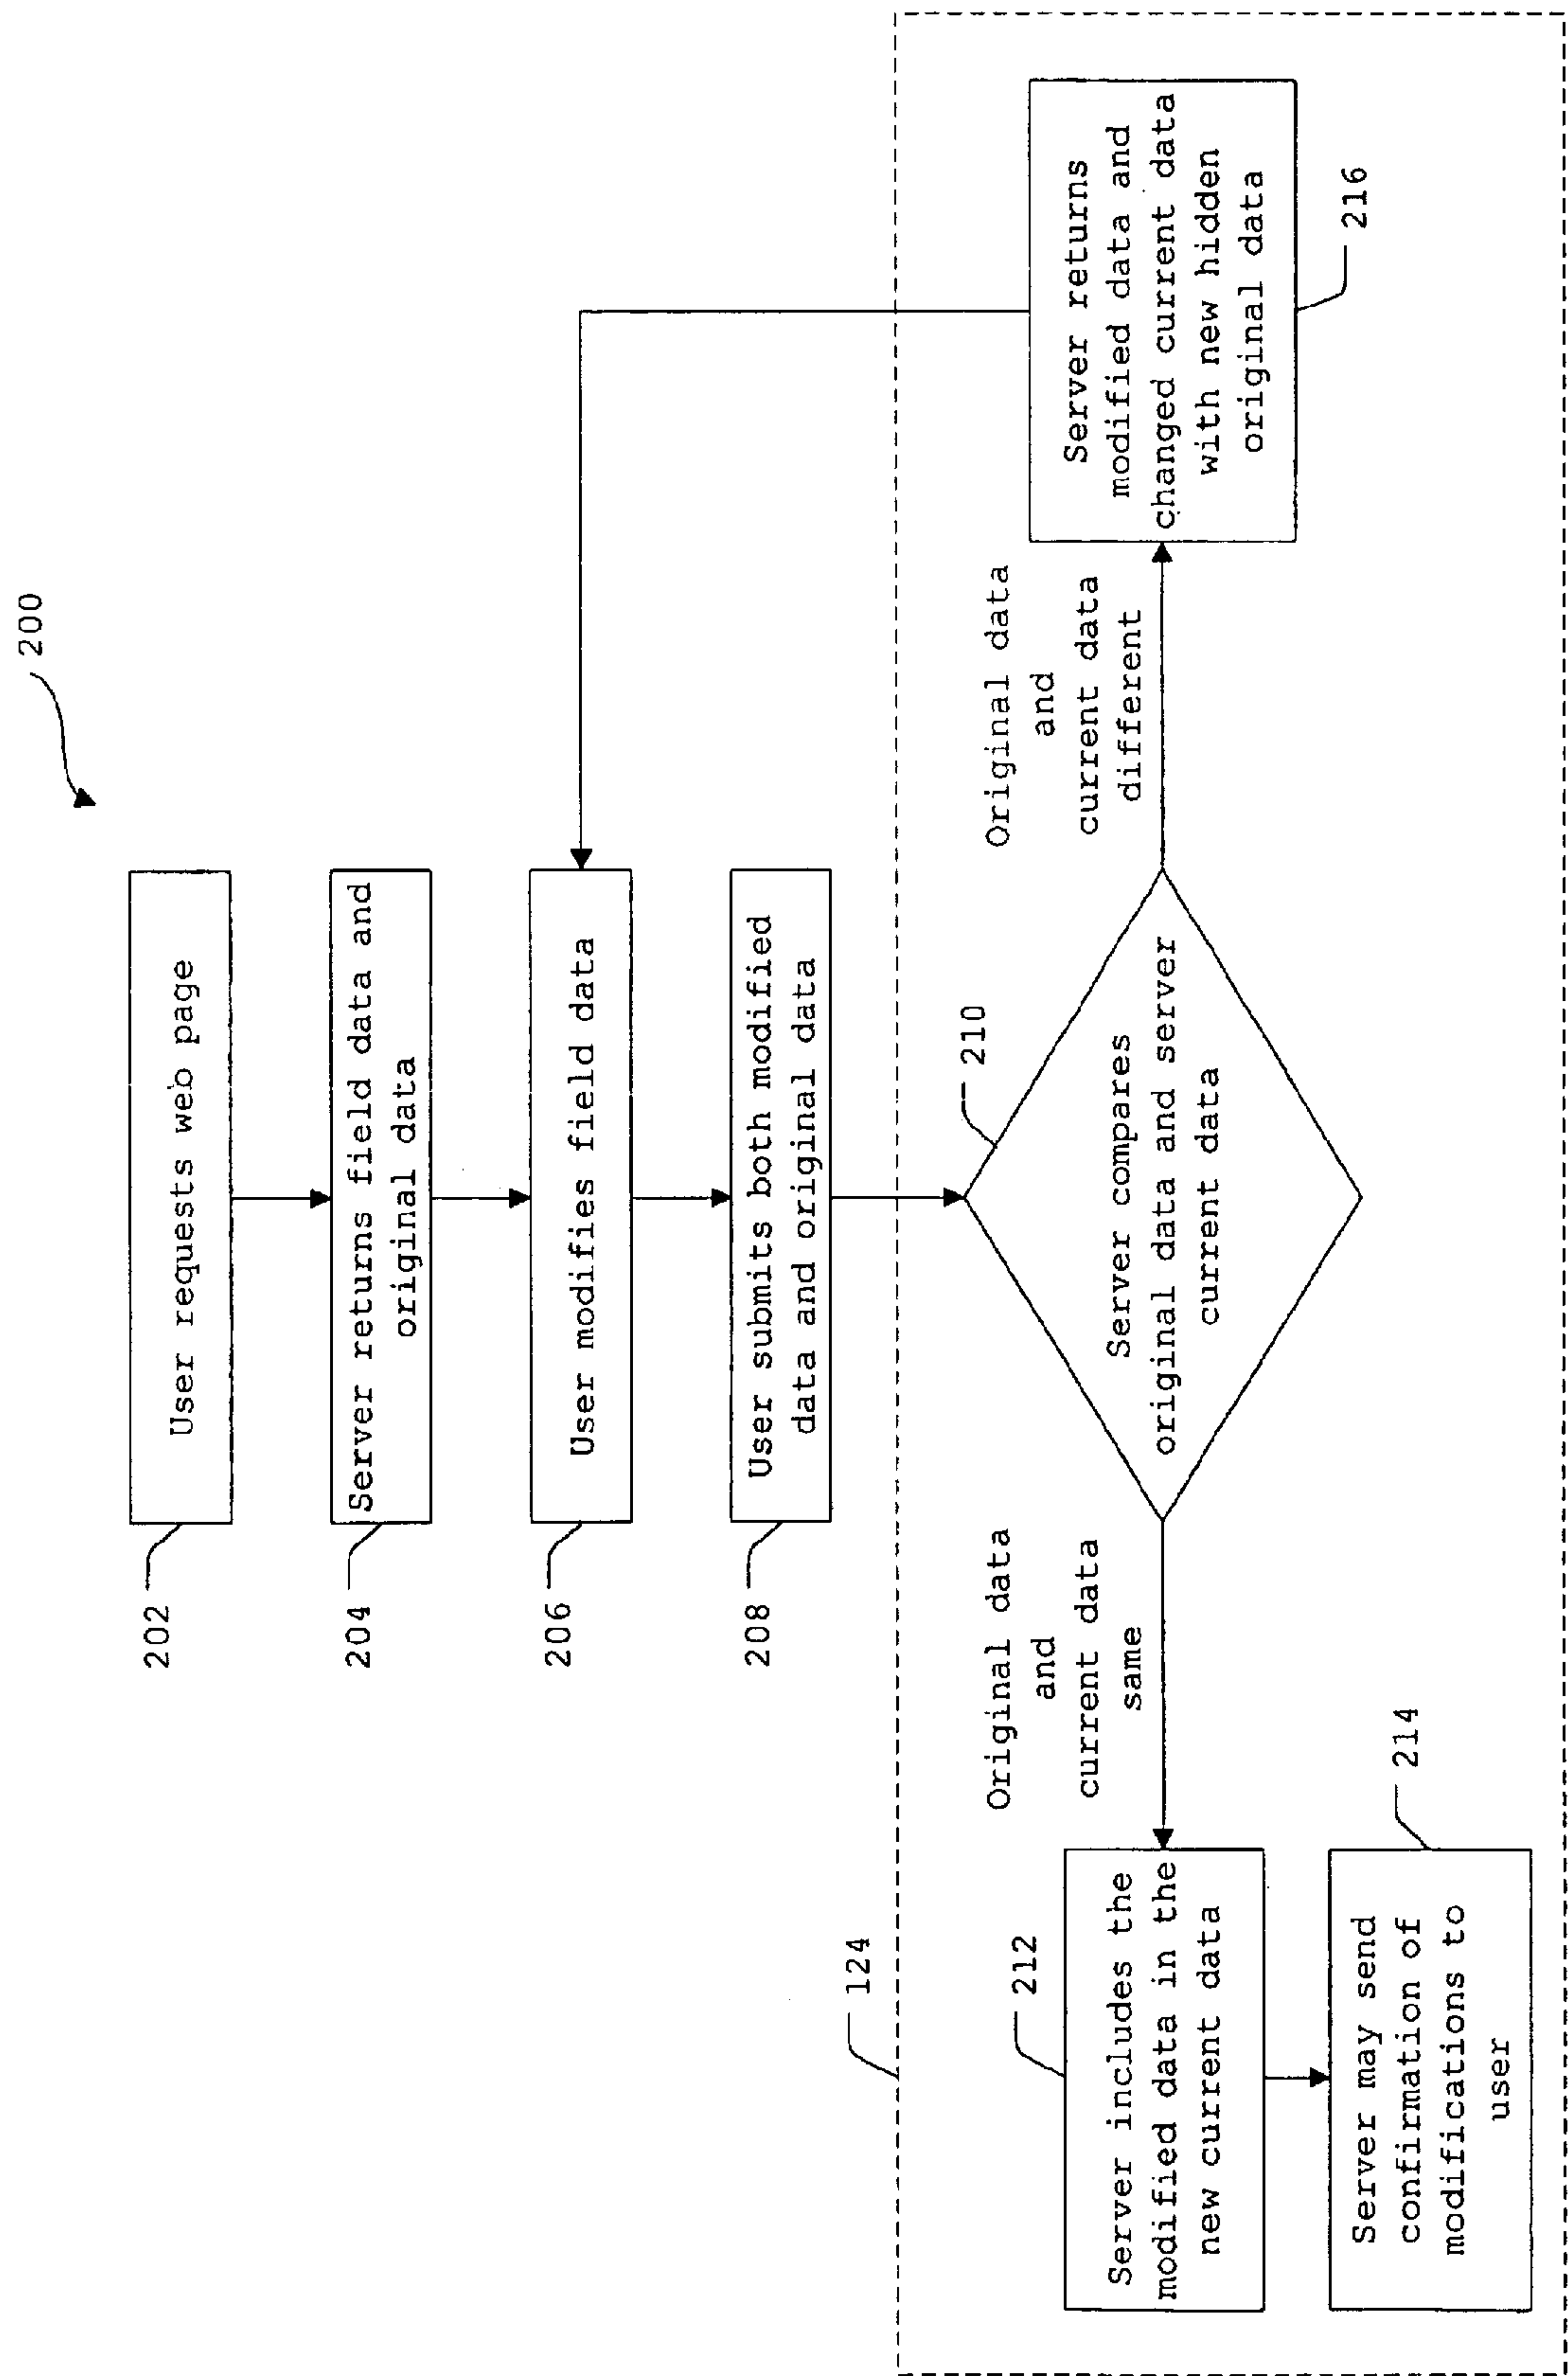 200
202
User requests web page
204
Server returns field data and
original data
206
User modifies field data
208
User submits both modified
data and original data
124
210
Server compares
original data and server
current data
Original data
and
current data
same
Original data
and
current data
different
212
Server includes the
modified data in the
new current data
214
Server may send
confirmation of
modifications to
user
Server returns
modified data and
changed current data
with new hidden
original data
216